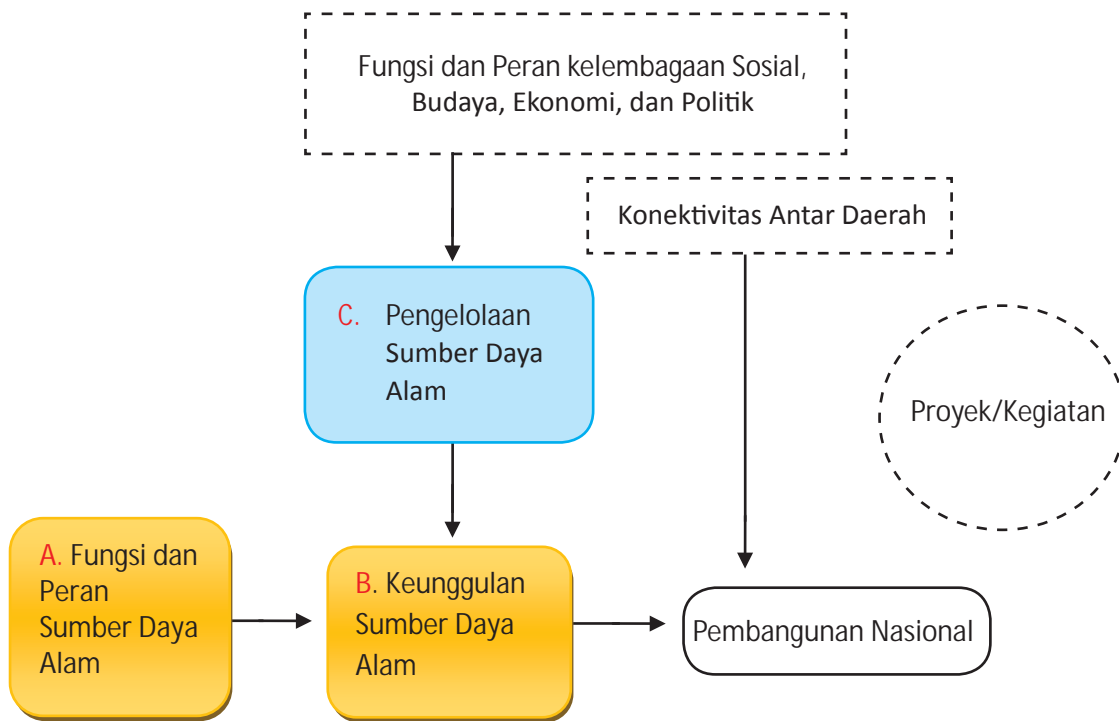 Fungsi dan Peran kelembagaan Sosial,
Budaya, Ekonomi, dan Politik
Konektivitas Antar Daerah
C. Pengelolaan
Sumber Daya
Alam
Proyek/Kegiatan
A. Fungsi dan
Peran
Sumber Daya
Alam
B. Keunggulan
Sumber Daya
Alam
Pembangunan Nasional